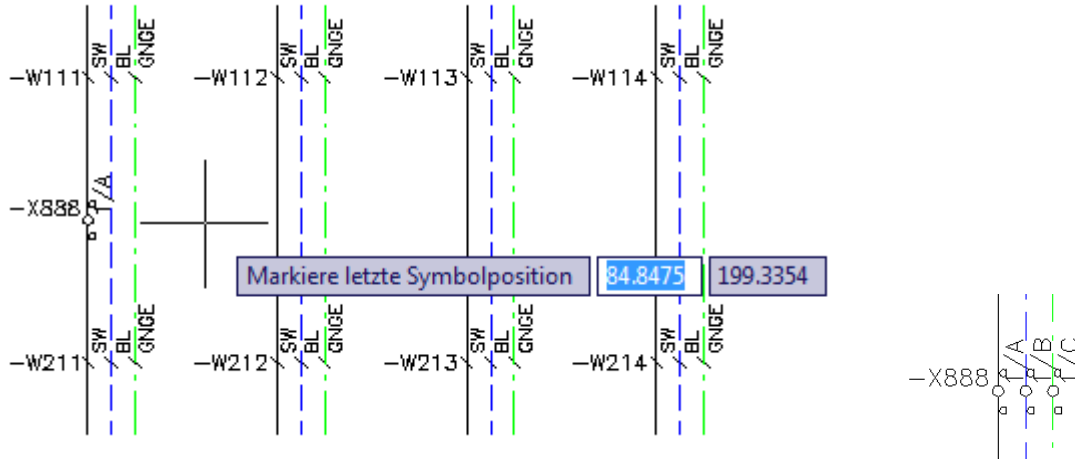 SW BL GNGE SW BL GNGE SW BL GNGE SW BL GNGE
-W111 -W112 -W113 -W114
1/A
-X888
Markiere letzte Symbolposition 84.8475 199.3354
SW BL GNGE SW BL GNGE SW BL GNGE SW BL GNGE
-W211 -W212 -W213 -W214
1/A 1/B 1/C
-X888